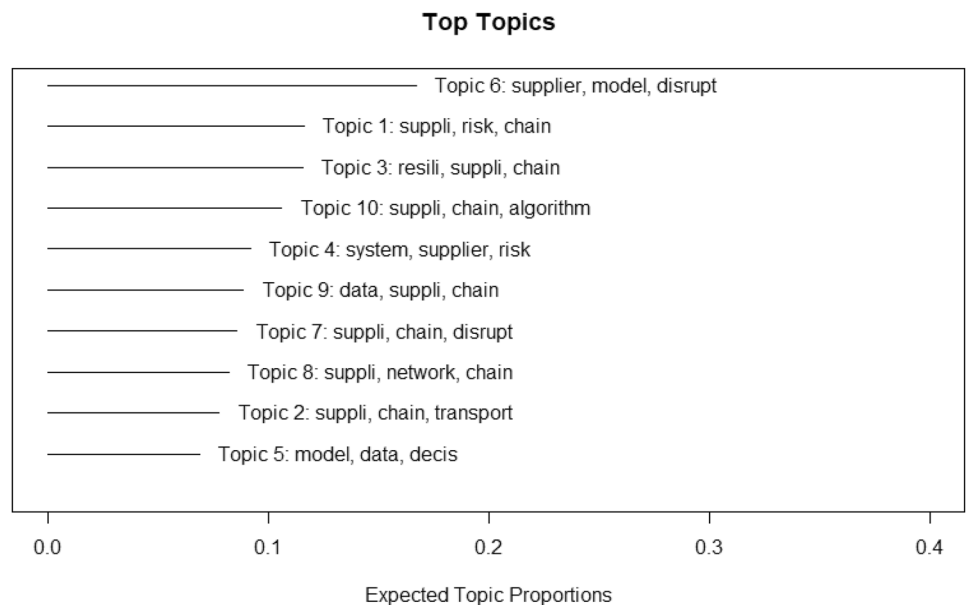 Top Topics
Topic 6: supplier, model, disrupt
Topic 1: suppli, risk, chain
Topic 3: resili, suppli, chain
Topic 10: suppli, chain, algorithm
Topic 4: system, supplier, risk
Topic 9: data, suppli, chain
Topic 7: suppli, chain, disrupt
Topic 8: suppli, network, chain
Topic 2: suppli, chain, transport
Topic 5: model, data, decis
0.0 0.1 0.2 0.3 0.4
Expected Topic Proportions